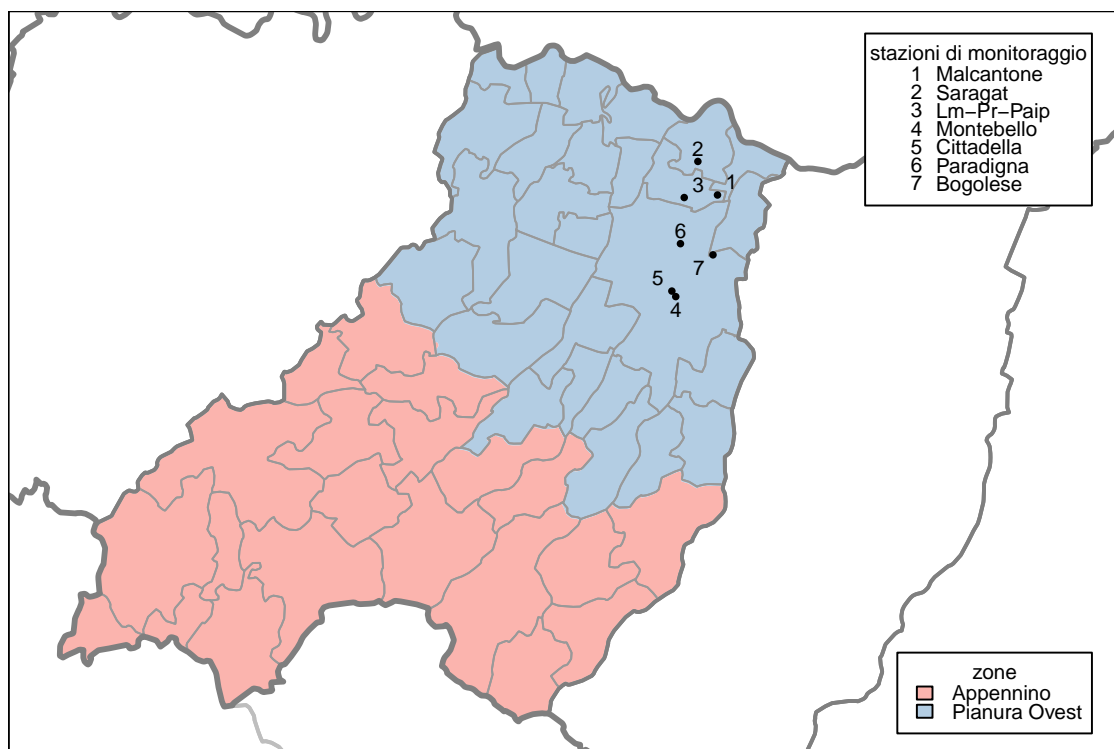 stazioni di monitoraggio
1 Malcantone
2 Saragat
3 Lm−Pr−Paip
4 Montebello
5 Cittadella
6 Paradigna
7 Bogolese
2
3 1
6
7
5
4
zone
Appennino
Pianura Ovest